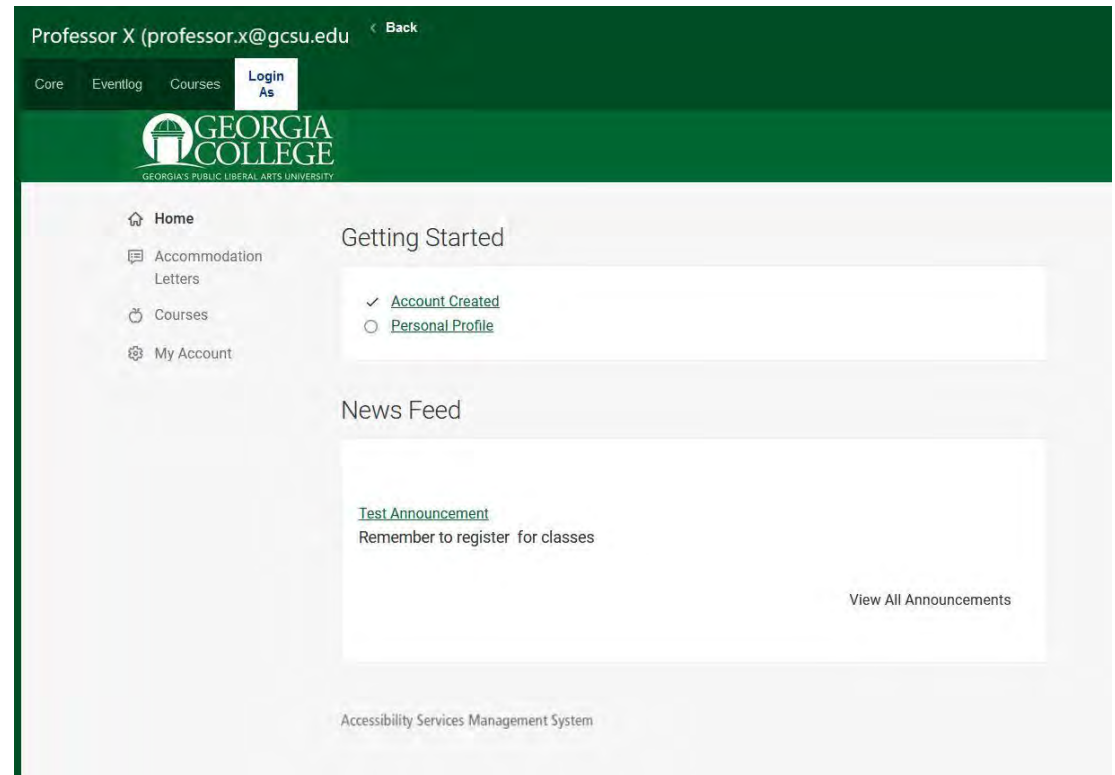 Professor X (professor.x@gcsu.edu
Back
Core Eventlog Courses Login As
GEORGIA
COLLEGE
GEORGIA'S PUBLIC LIBERAL ARTS UNIVERSITY
Home
Accommodation
Letters
Courses
My Account
Getting Started
Account Created
Personal Profile
News Feed
Test Announcement
Remember to register for classes
View All Announcements
Accessibility Services Management System